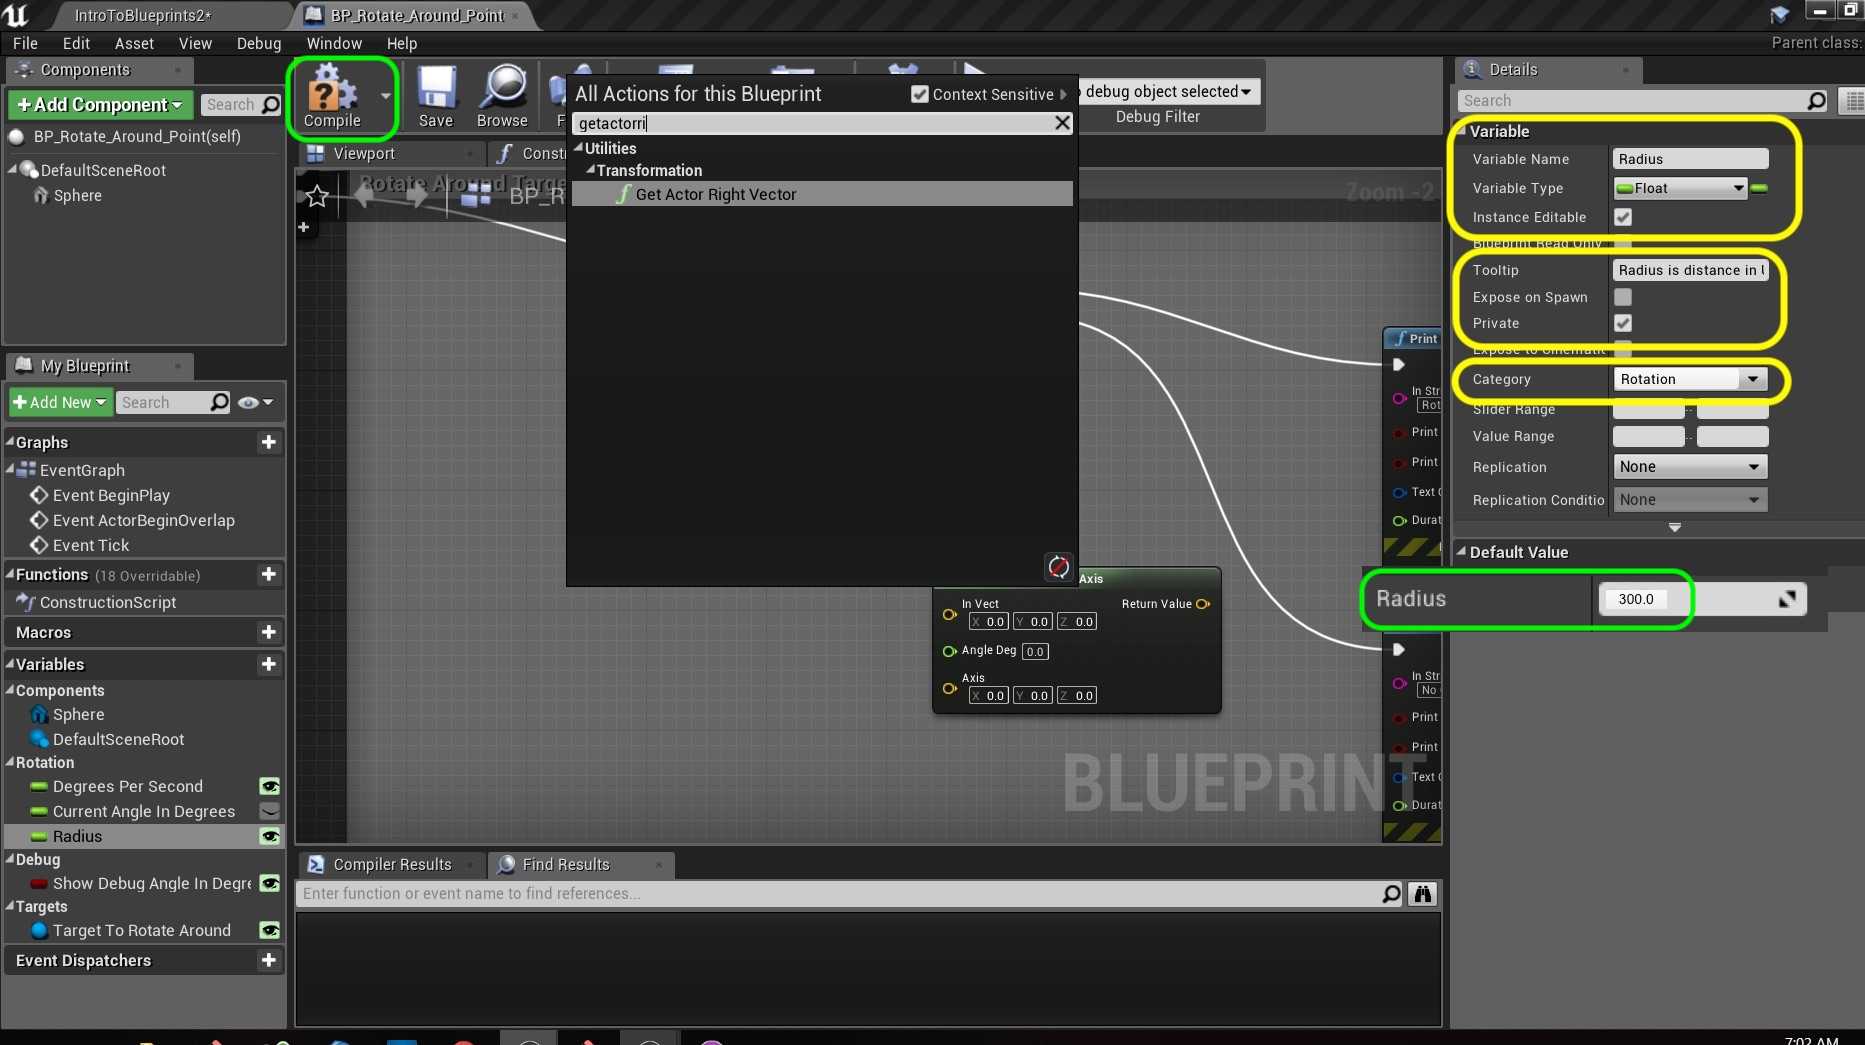 IntroToBlueprints2*
BP_Rotate_Around_Point
File Edit Asset View Debug Window Help
Parent class:
Components
+Add Component
Search
BP_Rotate_Around_Point(self)
DefaultSceneRoot
Sphere
Compile
Save
Browse
F
debug object selected
Debug Filter
Viewport
Constr
Rotate Around Targe
BP_R
Zoom -2
All Actions for this Blueprint
Context Sensitive
getactorri
Utilities
Transformation
Get Actor Right Vector
My Blueprint
+Add New
Search
Graphs
EventGraph
Event BeginPlay
Event ActorBeginOverlap
Event Tick
Functions (18 Overridable)
ConstructionScript
Macros
Variables
Components
Sphere
DefaultSceneRoot
Rotation
Degrees Per Second
Current Angle In Degrees
Radius
Debug
Show Debug Angle In Degre
Targets
Target To Rotate Around
Event Dispatchers
Axis
In Vect
X 0.0 Y 0.0 Z 0.0
Return Value
Angle Deg 0.0
Axis
X 0.0 Y 0.0 Z 0.0
Print
In Str
Rot
Print
Print
Text C
Durat
In Str
No
Print
Print
Text C
Durat
BLUEPRINT
Compiler Results
Find Results
Enter function or event name to find references...
Details
Search
Variable
Variable Name Radius
Variable Type Float
Instance Editable
Blueprint Read Only
Tooltip Radius is distance in U
Expose on Spawn
Private
Expose to Cinematic
Category Rotation
Slider Range
Value Range
Replication None
Replication Conditio None
Default Value
Radius 300.0
7:02 AM